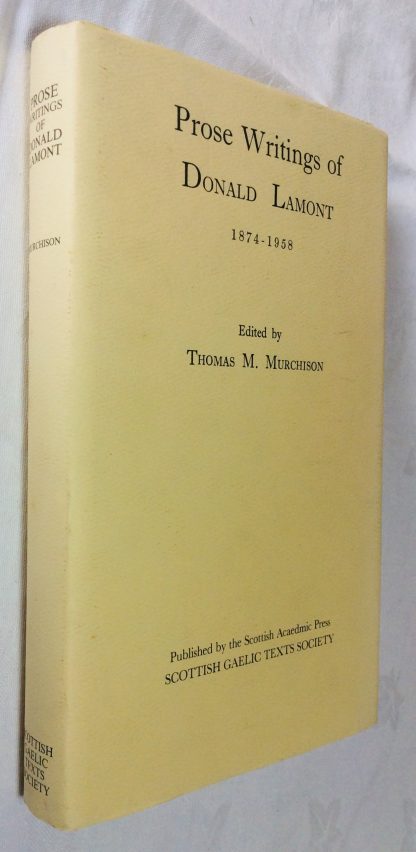 Prose Writings of
DONALD LAMONT
1874-1958
Edited by
THOMAS M. MURCHISON
Published by the Scottish Acaedmic Press
SCOTTISH GAELIC TEXTS SOCIETY
PROSE
WRITINGS
OF
DONALD
LAMONT
MURCHISON
SCOTTISH
GAELIC
TEXTS
SOCIETY